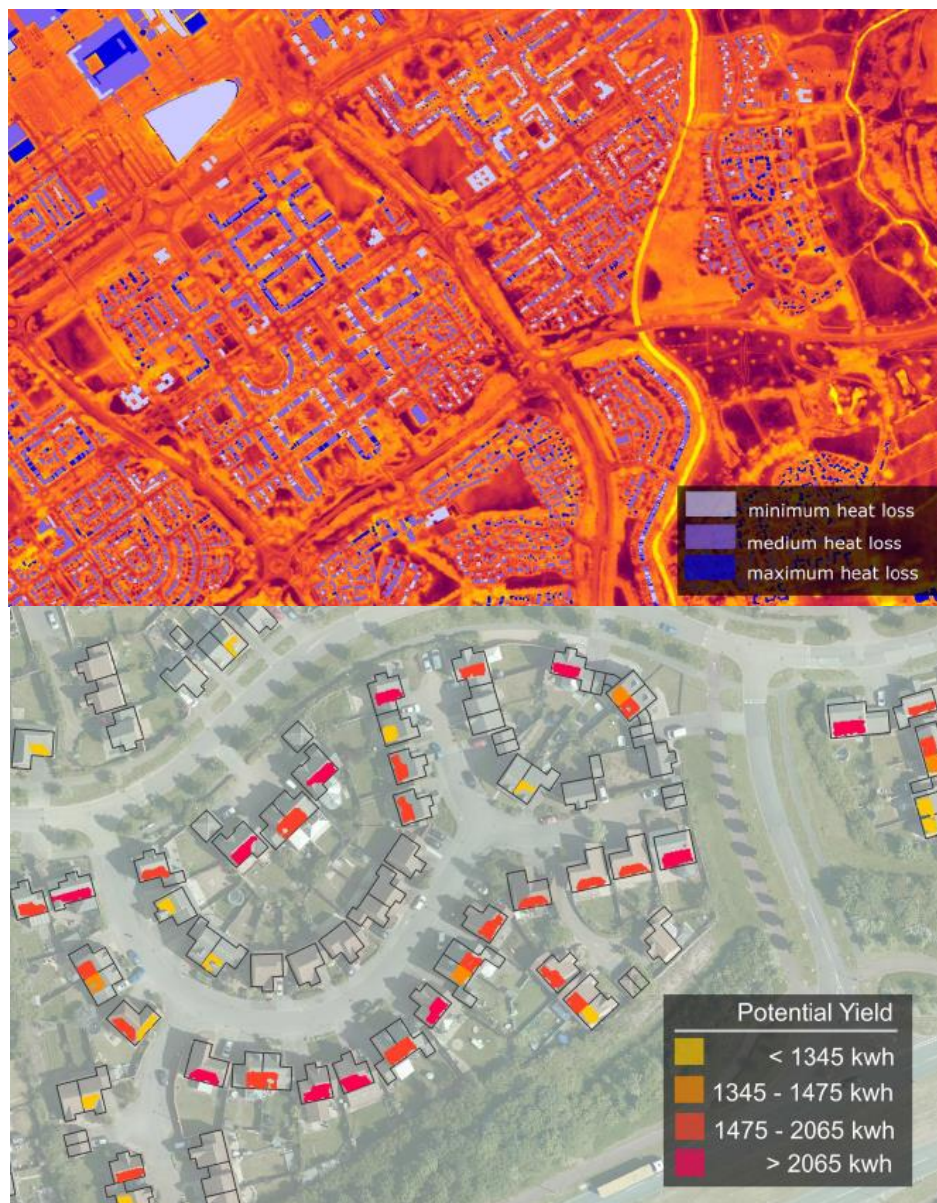 minimum heat loss
medium heat loss
maximum heat loss
Potential Yield
< 1345 kwh
1345 - 1475 kwh
1475 - 2065 kwh
> 2065 kwh